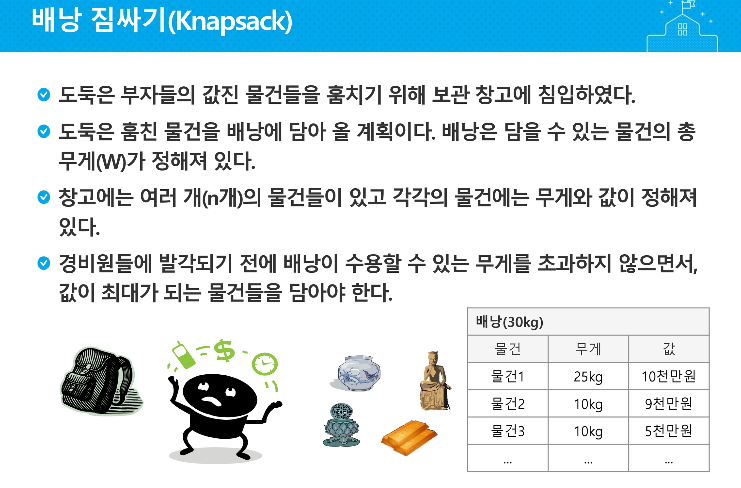 배낭 짐싸기(Knapsack)
도둑은 부자들의 값진 물건들을 훔치기 위해 보관 창고에 침입하였다.
도둑은 훔친 물건을 배낭에 담아 올 계획이다. 배낭은 담을 수 있는 물건의 총
무게(W)가 정해져 있다.
창고에는 여러 개(n개)의 물건들이 있고 각각의 물건에는 무게와 값이 정해져
있다.
경비원들에 발각되기 전에 배낭이 수용할 수 있는 무게를 초과하지 않으면서,
값이 최대가 되는 물건들을 담아야 한다.
배낭(30kg)
물건 무게 값
물건1 25kg 10천만원
물건2 10kg 9천만원
물건3 10kg 5천만원
... ... ...